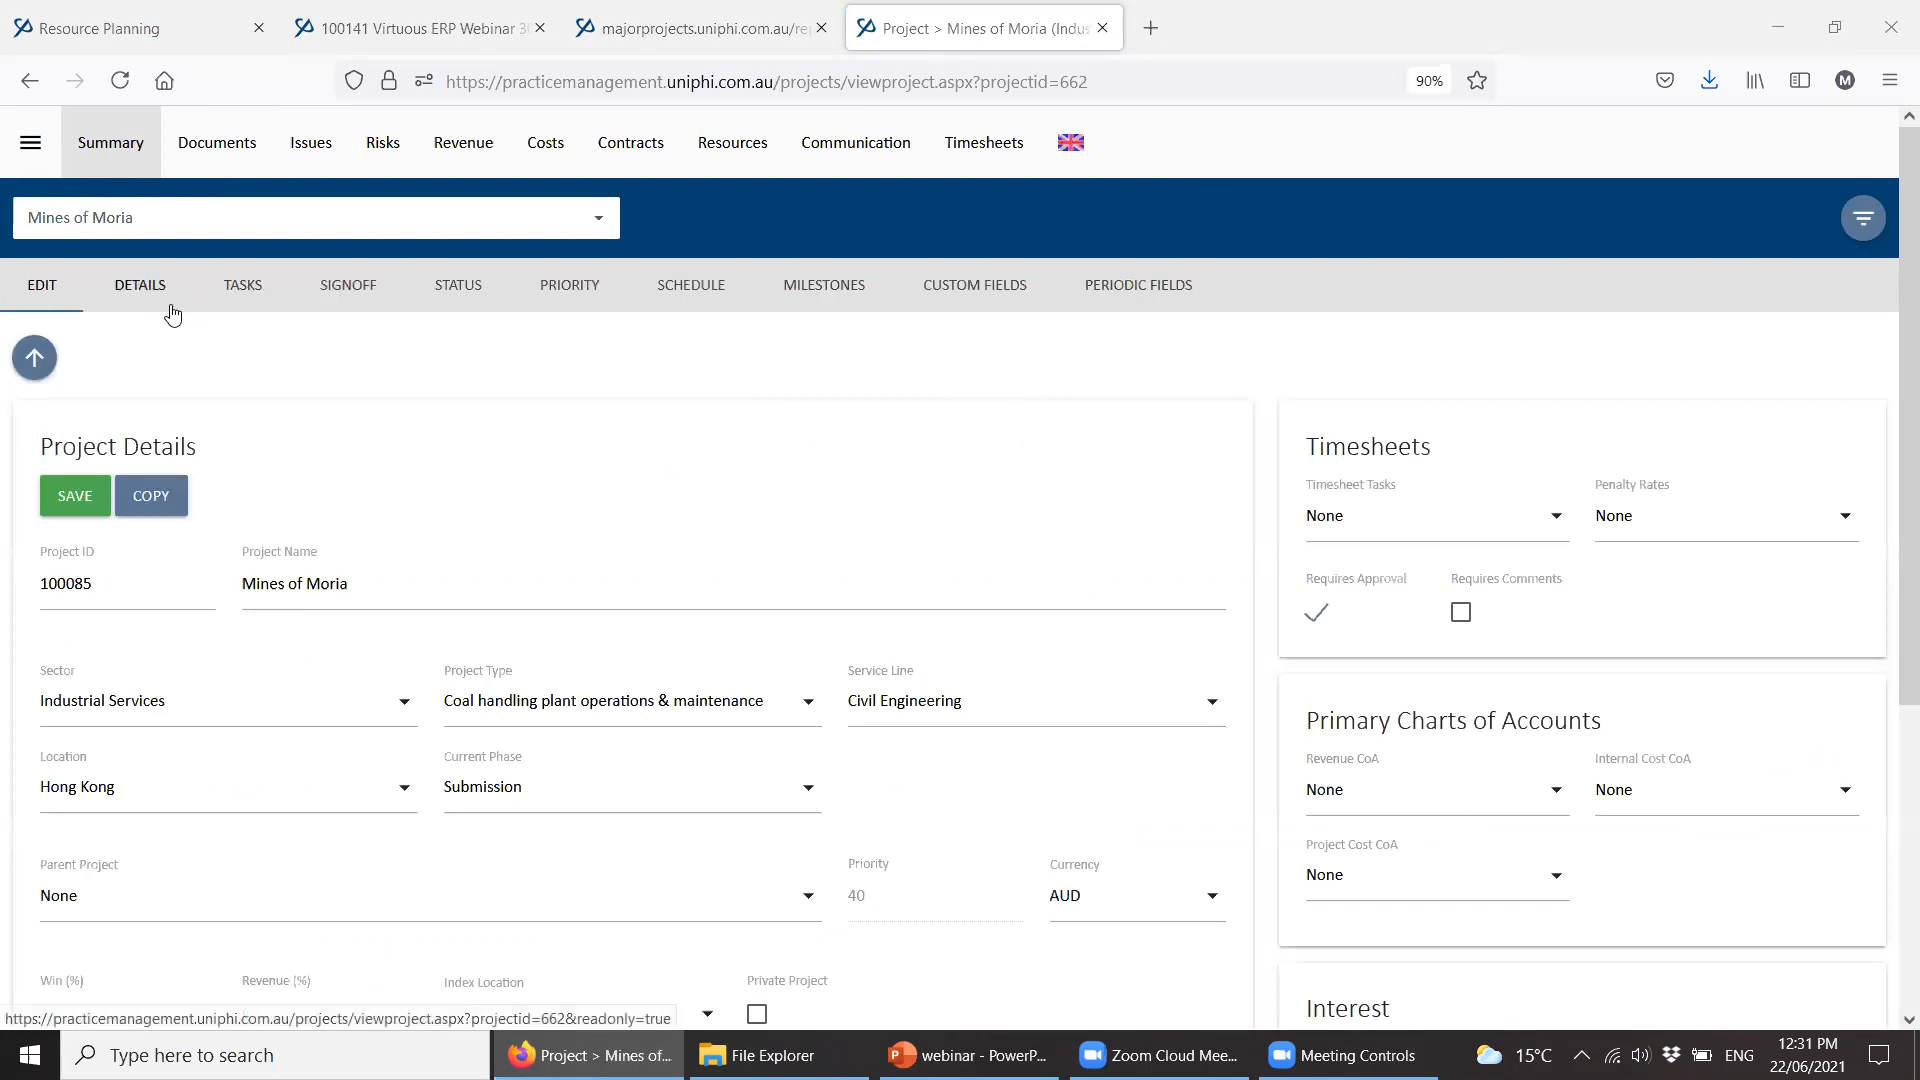 Resource Planning
100141 Virtuous ERP Webinar
majorprojects.uniphi.com.au/re
Project > Mines of Moria (Indus
https://practicemanagement.uniphi.com.au/projects/viewproject.aspx?projectid=662
90%
M
Summary
Documents
Issues
Risks
Revenue
Costs
Contracts
Resources
Communication
Timesheets
Mines of Moria
EDIT
DETAILS
TASKS
SIGNOFF
STATUS
PRIORITY
SCHEDULE
MILESTONES
CUSTOM FIELDS
PERIODIC FIELDS
Project Details
SAVE
COPY
Project ID
Project Name
100085
Mines of Moria
Sector
Project Type
Service Line
Industrial Services
Coal handling plant operations & maintenance
Civil Engineering
Location
Current Phase
Hong Kong
Submission
Parent Project
Priority
Currency
None
40
AUD
Win (%)
Revenue (%)
Index Location
Private Project
Timesheets
Timesheet Tasks
Penalty Rates
None
None
Requires Approval
Requires Comments
Primary Charts of Accounts
Revenue CoA
Internal Cost CoA
None
None
Project Cost CoA
None
Interest
https://practicemanagement.uniphi.com.au/projects/viewproject.aspx?projectid=662&readonly=true
Type here to search
Project > Mines of...
File Explorer
webinar - PowerP...
Zoom Cloud Mee...
Meeting Controls
15°C
ENG
12:31 PM
22/06/2021